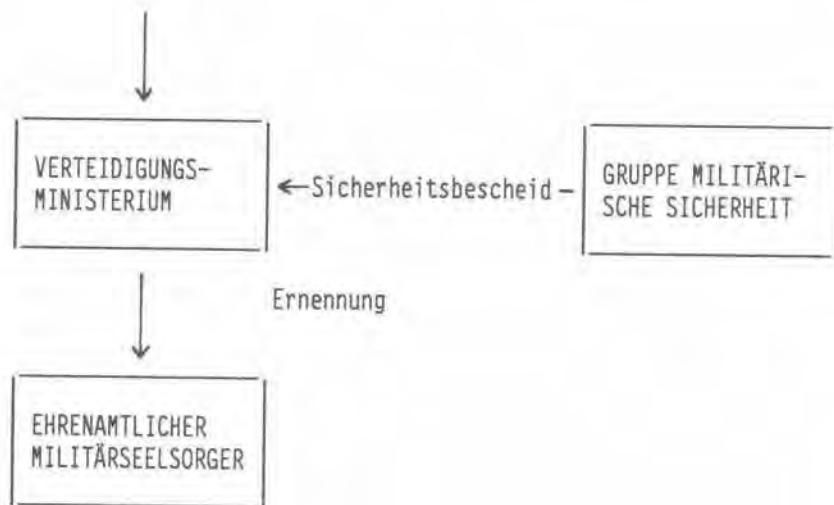 VERTEIDIGUNGS-
MINISTERIUM
Sicherheitsbescheid
GRUPPE MILITÄRI-
SCHE SICHERHEIT
Ernennung
EHRENAMTLICHER
MILITÄRSEELSORGER